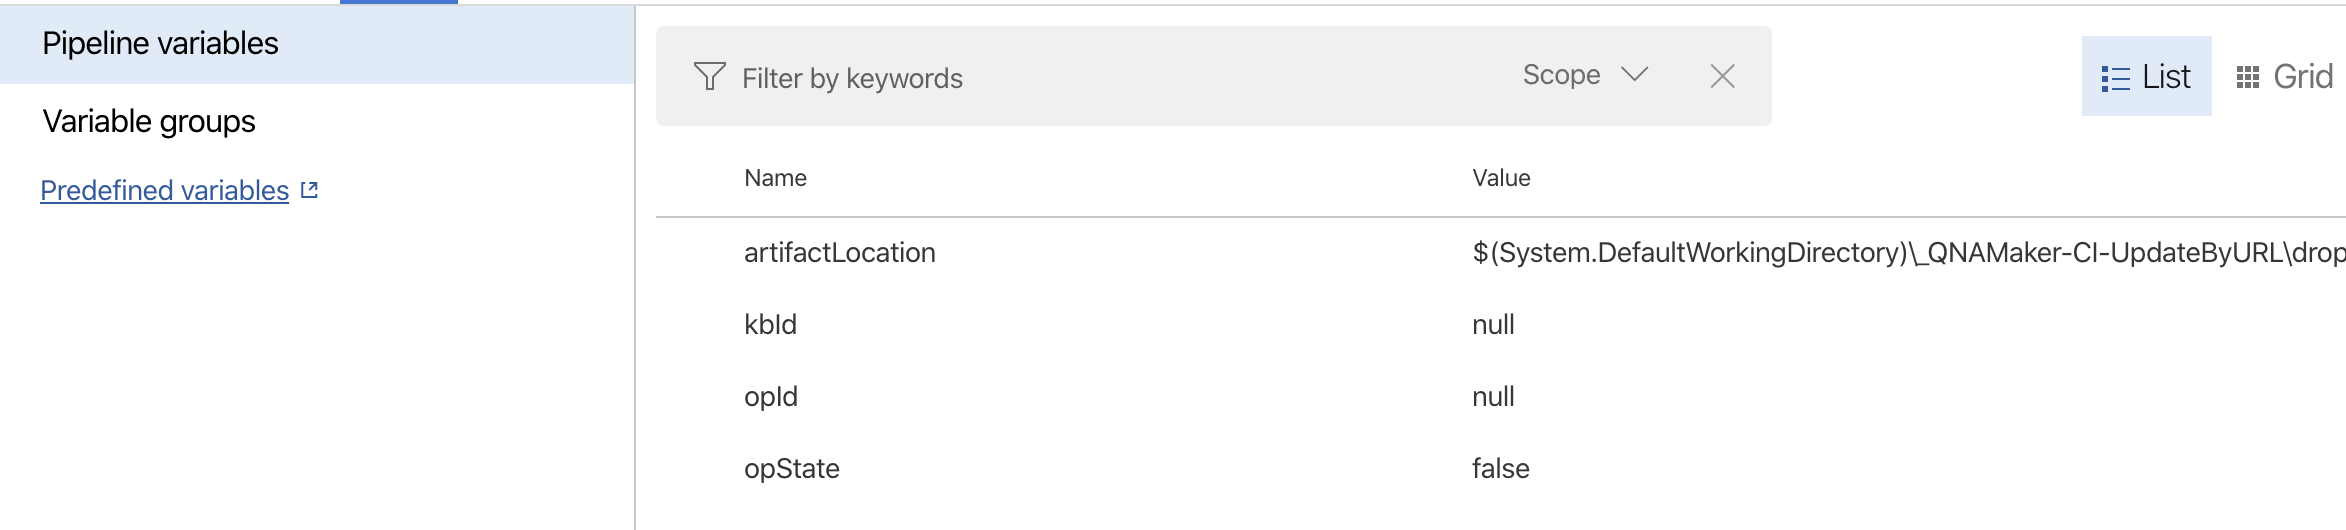 Pipeline variables
Variable groups
Predefined variables
Filter by keywords
Scope
List
Grid
Name Value
artifactLocation $(System.DefaultWorkingDirectory)\_QNAMaker-CI-UpdateByURL\drop
kbId null
opId null
opState false